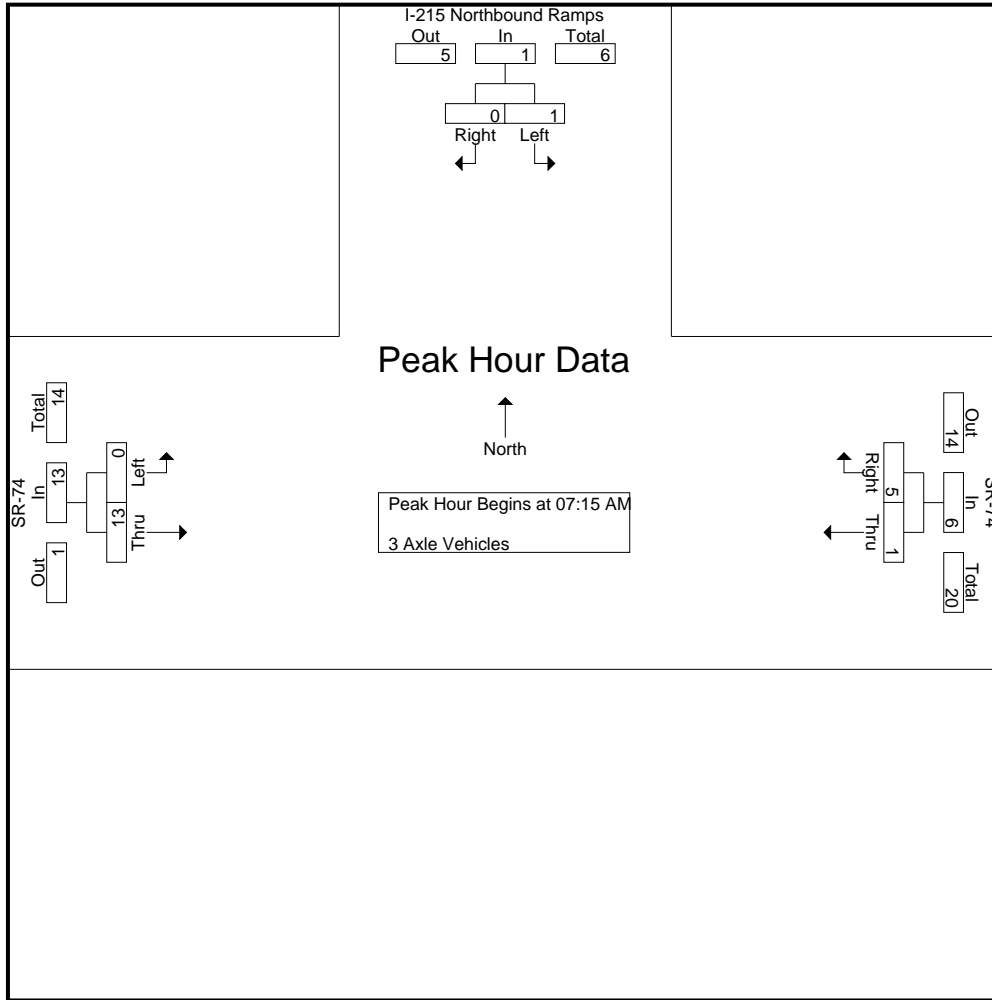 I-215 Northbound Ramps
Out In Total
5 1 6
0 1
Right Left
Peak Hour Data
North
Peak Hour Begins at 07:15 AM
3 Axle Vehicles
SR-74
Total In Out
14 13 1
0 13
Left Thru
SR-74
Out In Total
14 6 20
5 1
Right Thru